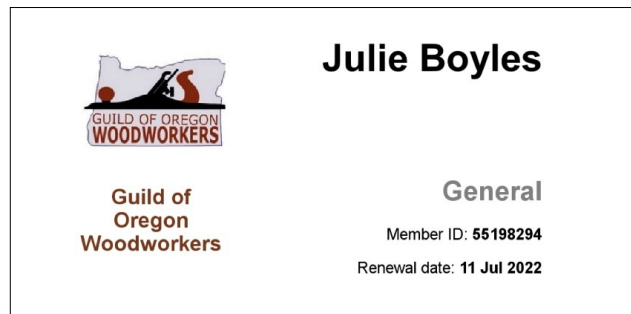 GUILD OF OREGON
WOODWORKERS
Guild of
Oregon
Woodworkers
Julie Boyles
General
Member ID: 55198294
Renewal date: 11 Jul 2022